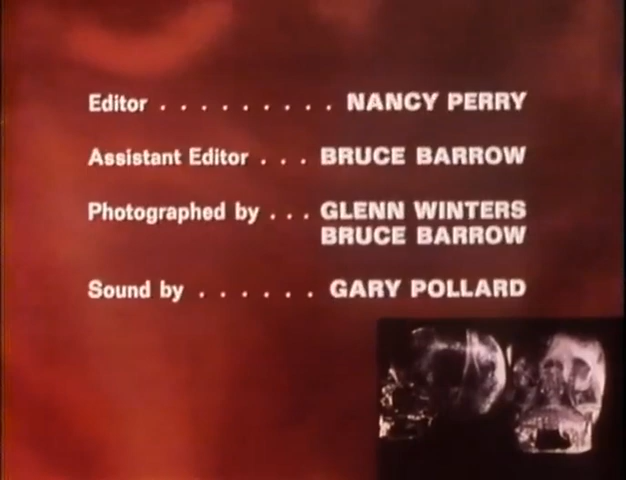 Editor . . . . . . . . . NANCY PERRY
Assistant Editor . . . BRUCE BARROW
Photographed by . . . GLENN WINTERS
BRUCE BARROW
Sound by . . . . . . GARY POLLARD